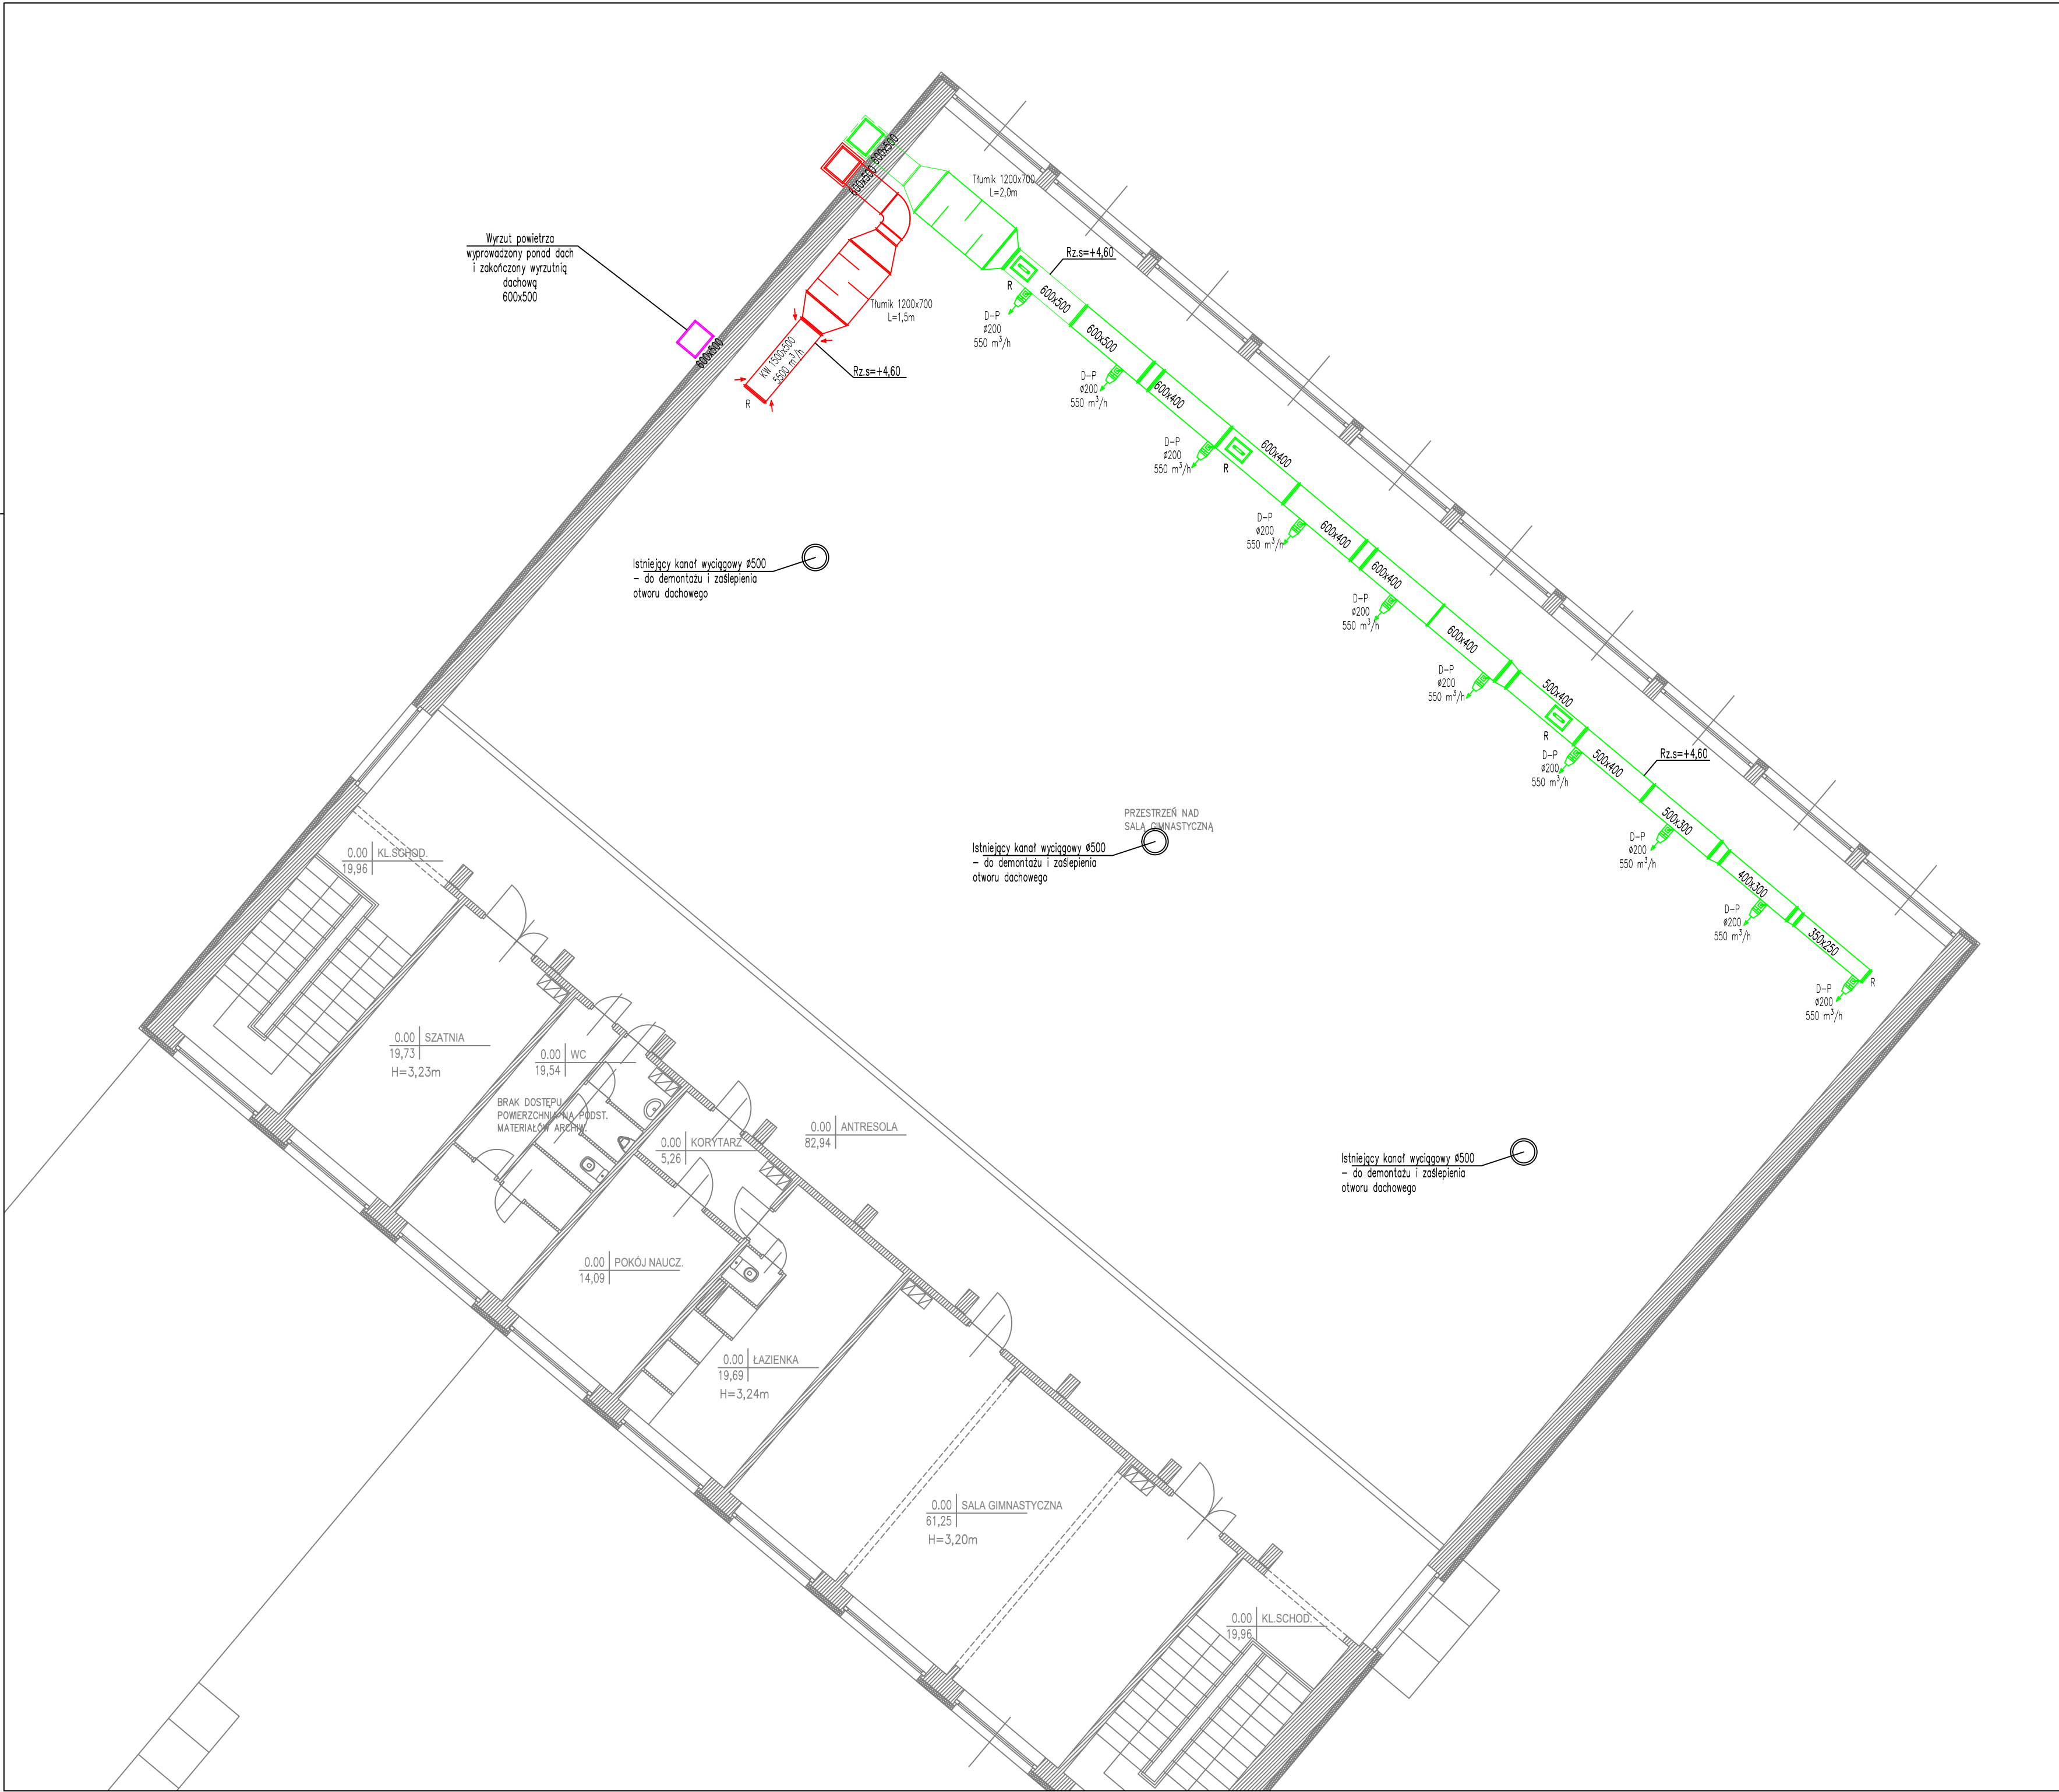 600x500
600x500
Tłumik 1200x700
L=2,0m
Wyrzut powietrza
wyprowadzony ponad dach
i zakończony wyrzutnią
dachową
600x500
600x500
Tłumik 1200x700
L=1,5m
KW 1500x500
5500 m³/h
Rz.s=+4,60
R
Rz.s=+4,60
R
600x500
D-P
ø200
550 m³/h
600x500
D-P
ø200
550 m³/h
600x400
D-P
ø200
550 m³/h
R
600x400
D-P
ø200
550 m³/h
600x400
600x400
D-P
ø200
550 m³/h
600x400
D-P
ø200
550 m³/h
500x400
R
D-P
ø200
550 m³/h
500x400
Rz.s=+4,60
500x300
D-P
ø200
550 m³/h
400x300
D-P
ø200
550 m³/h
350x250
R
D-P
ø200
550 m³/h
Istniejący kanał wyciągowy ø500
- do demontażu i zaślepienia
otworu dachowego
PRZESTRZEŃ NAD
SALĄ GIMNASTYCZNĄ
Istniejący kanał wyciągowy ø500
- do demontażu i zaślepienia
otworu dachowego
Istniejący kanał wyciągowy ø500
- do demontażu i zaślepienia
otworu dachowego
0.00 KL.SCHOD.
19,96
0.00 SZATNIA
19,73
H=3,23m
0.00 WC
19,54
BRAK DOSTĘPU
POWIERZCHNIA NA PODST.
MATERIAŁÓW ARCHIW.
0.00 KORYTARZ
5,26
0.00 ANTRESOLA
82,94
0.00 POKÓJ NAUCZ.
14,09
0.00 ŁAZIENKA
19,69
H=3,24m
0.00 SALA GIMNASTYCZNA
61,25
H=3,20m
0.00 KL.SCHOD.
19,96